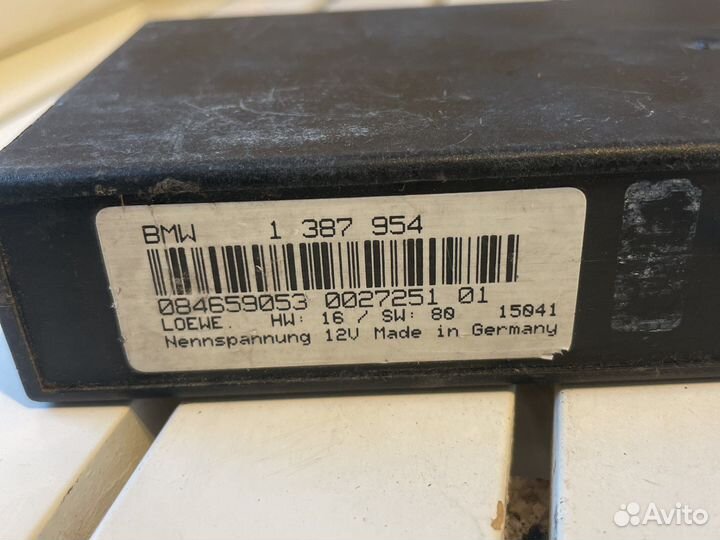 BMW 1 387 954
084659053 0027251 01
LOEWE. HW: 16 / SW: 80 15041
Nennspannung 12V Made in Germany
Avito